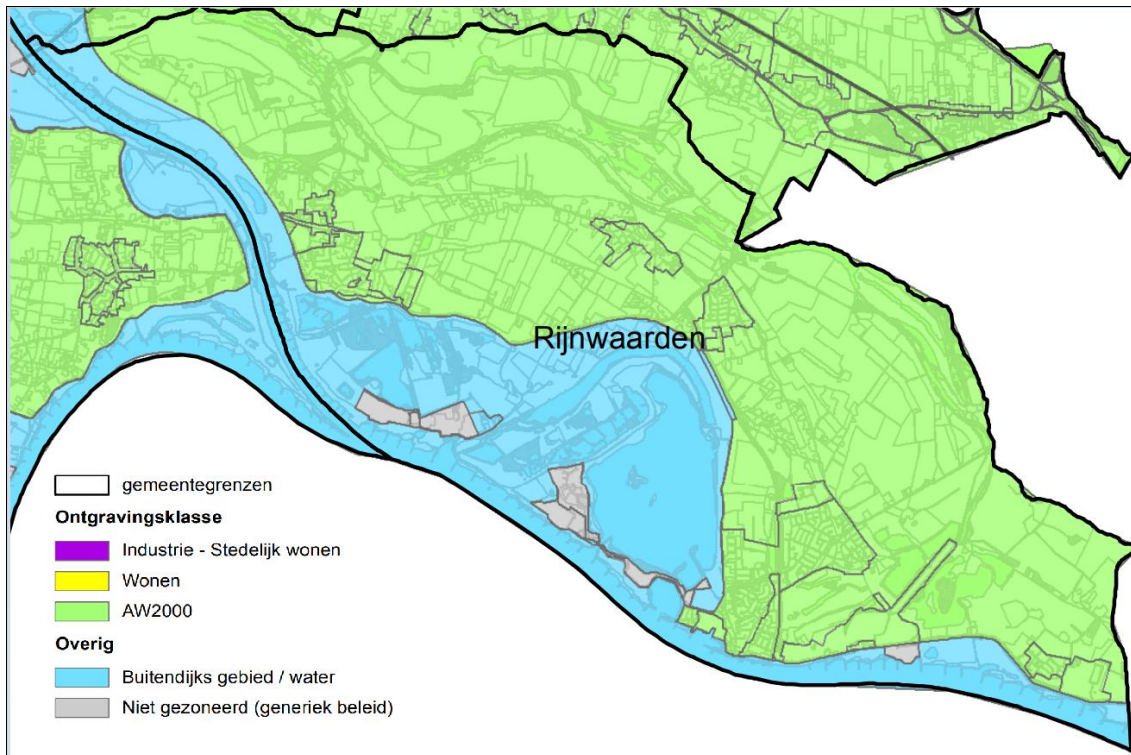 Rijnwaarden
gemeentegrenzen
Ontgravingsklasse
Industrie - Stedelijk wonen
Wonen
AW2000
Overig
Buitendijks gebied / water
Niet gezoneerd (generiek beleid)